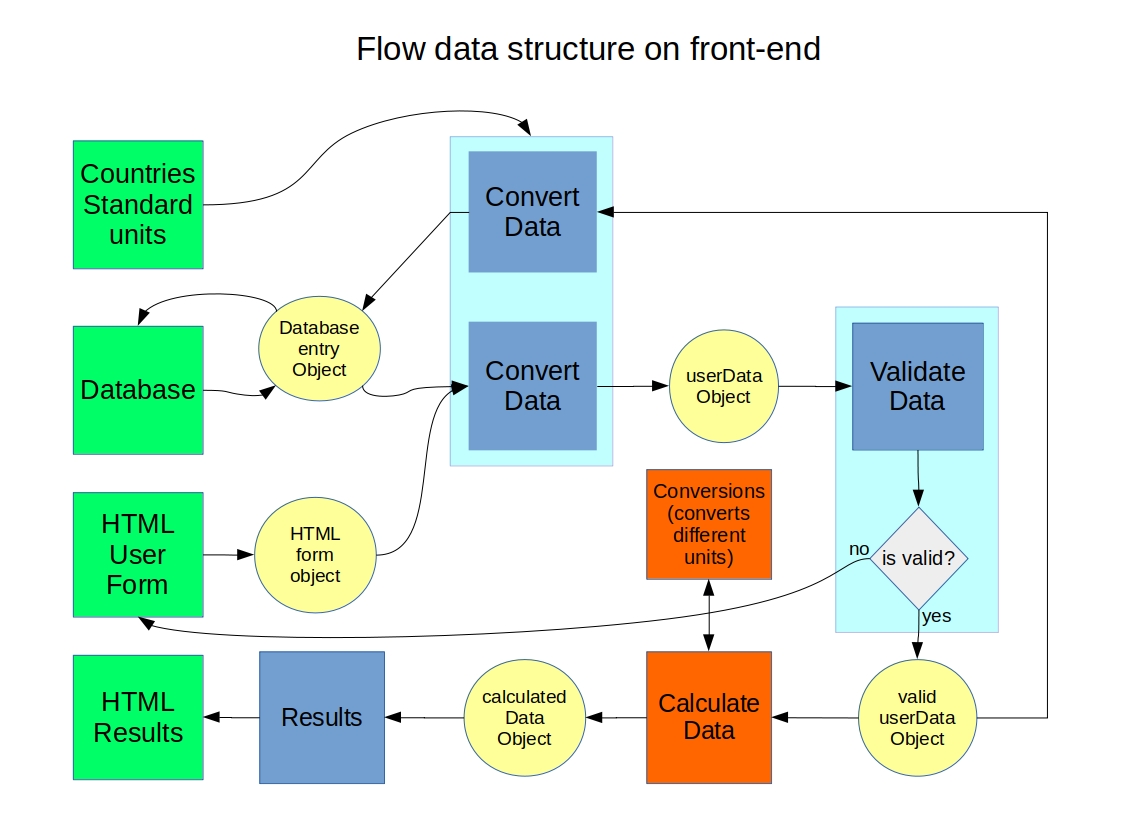 Flow data structure on front-end
Countries
Standard
units
Convert
Data
Database
entry
Object
Database
Convert
Data
userData
Object
Validate
Data
HTML
User
Form
HTML
form
object
Conversions
(converts
different
units)
no
is valid?
yes
HTML
Results
Results
calculated
Data
Object
Calculate
Data
valid
userData
Object